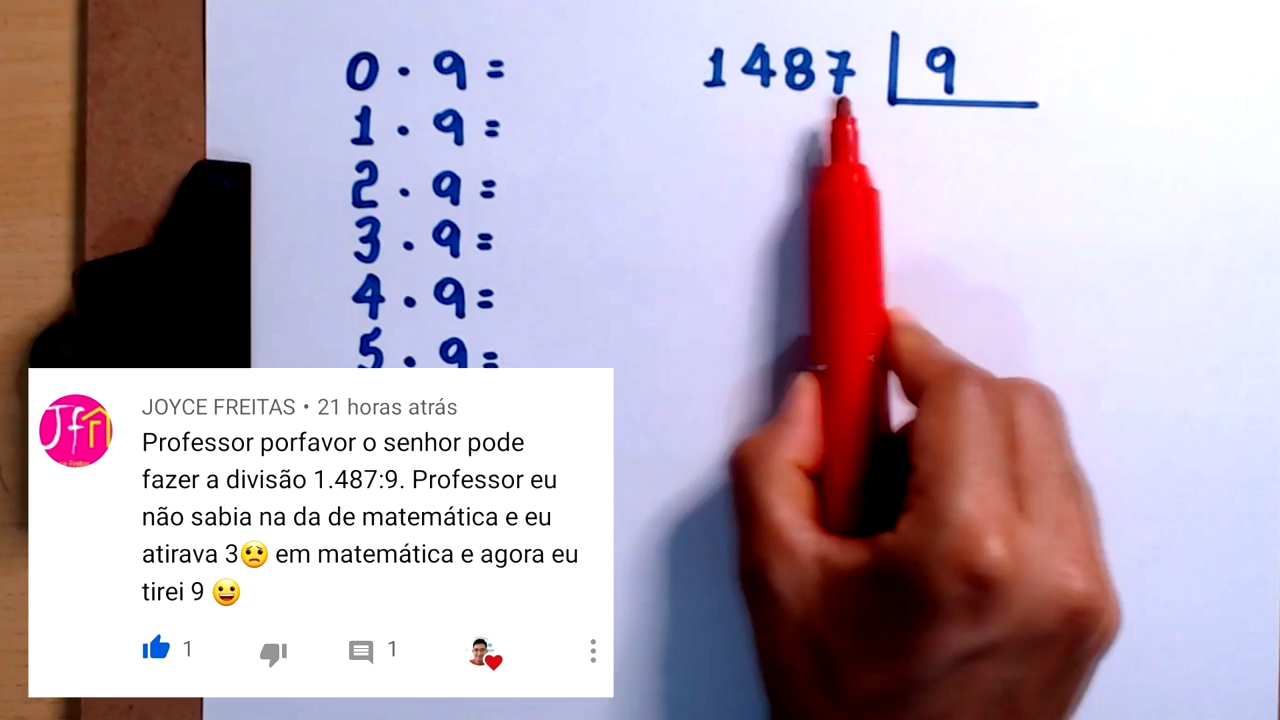 0 · 9 =
1 · 9 =
2 · 9 =
3 · 9 =
4 · 9 =
5 · 9 =
1487 9
Jf
JOYCE FREITAS • 21 horas atrás
Professor porfavor o senhor pode
fazer a divisão 1.487:9. Professor eu
não sabia na da de matemática e eu
atirava 3😟 em matemática e agora eu
tirei 9 😀
1 1